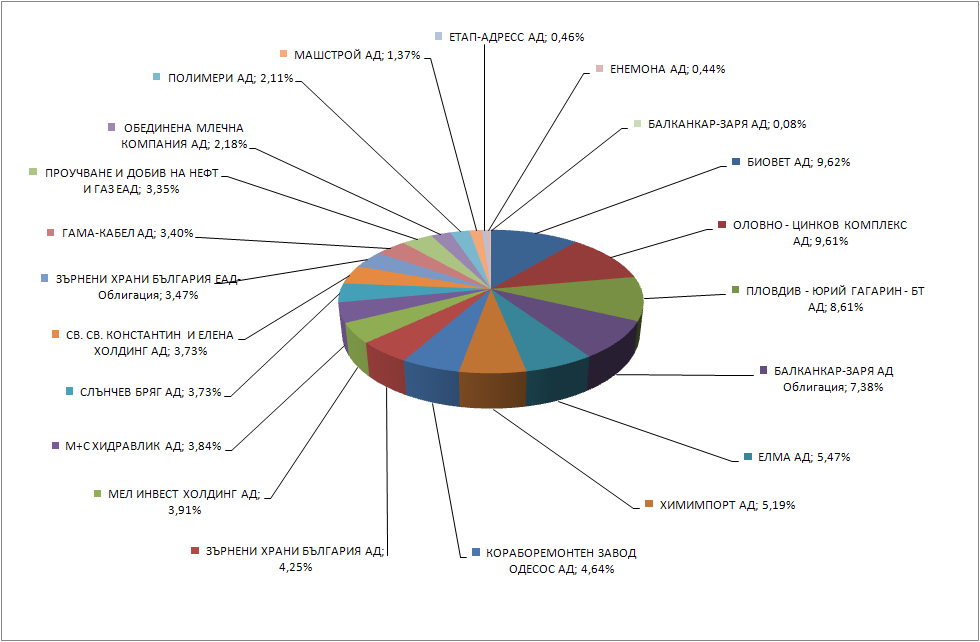 ЕТАП-АДРЕСС АД; 0,46%
МАШСТРОЙ АД; 1,37%
ПОЛИМЕРИ АД; 2,11%
ОБЕДИНЕНА МЛЕЧНА
КОМПАНИЯ АД; 2,18%
ПРОУЧВАНЕ И ДОБИВ НА НЕФТ
И ГАЗ ЕАД; 3,35%
ГАМА-КАБЕЛ АД; 3,40%
ЗЪРНЕНИ ХРАНИ БЪЛГАРИЯ ЕАД-
Облигация; 3,47%
СВ. СВ. КОНСТАНТИН И ЕЛЕНА
ХОЛДИНГ АД; 3,73%
СЛЪНЧЕВ БРЯГ АД; 3,73%
М+С ХИДРАВЛИК АД; 3,84%
МЕЛ ИНВЕСТ ХОЛДИНГ АД;
3,91%
ЗЪРНЕНИ ХРАНИ БЪЛГАРИЯ АД;
4,25%
ЕНЕМОНА АД; 0,44%
БАЛКАНКАР-ЗАРЯ АД; 0,08%
БИОВЕТ АД; 9,62%
ОЛОВНО - ЦИНКОВ КОМПЛЕКС
АД; 9,61%
ПЛОВДИВ - ЮРИЙ ГАГАРИН - БТ
АД; 8,61%
БАЛКАНКАР-ЗАРЯ АД
Облигация; 7,38%
ЕЛМА АД; 5,47%
ХИМИМПОРТ АД; 5,19%
КОРАБОРЕМОНТЕН ЗАВОД
ОДЕСОС АД; 4,64%